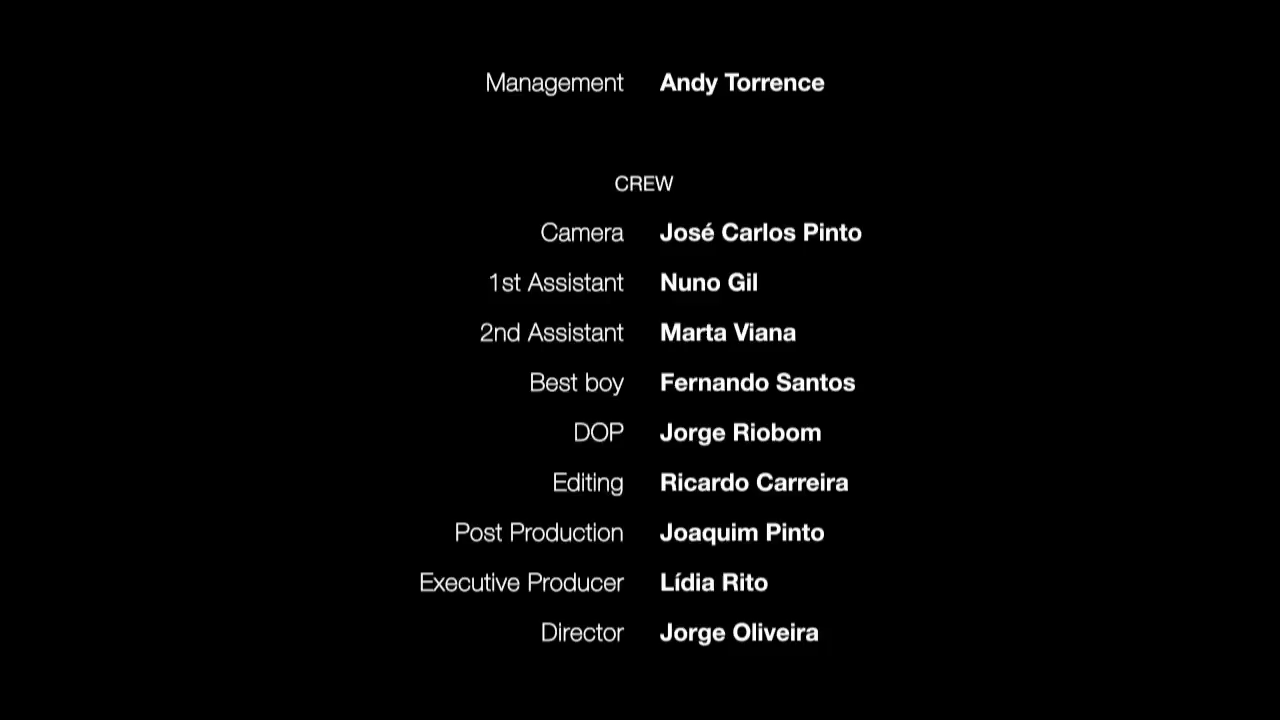 Management Andy Torrence
CREW
Camera José Carlos Pinto
1st Assistant Nuno Gil
2nd Assistant Marta Viana
Best boy Fernando Santos
DOP Jorge Riobom
Editing Ricardo Carreira
Post Production Joaquim Pinto
Executive Producer Lídia Rito
Director Jorge Oliveira